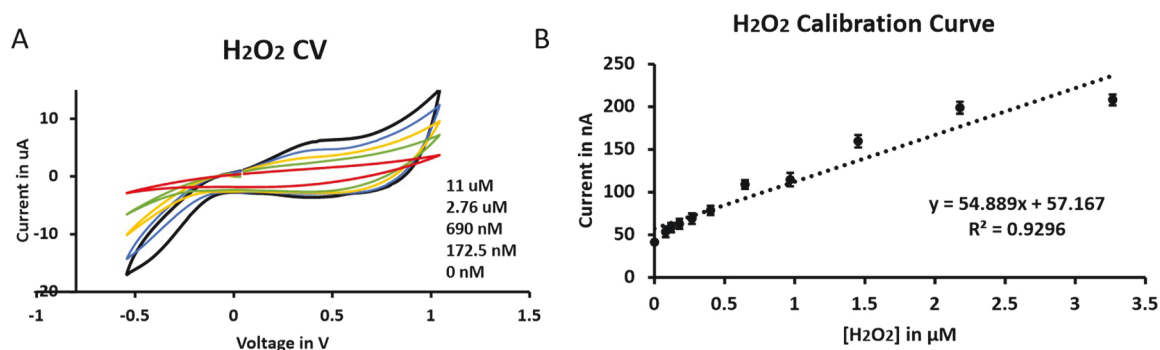 A
H2O2 CV
Current in uA
10
0
-10
-20
-1
-0.5
0
0.5
1
1.5
Voltage in V
11 uM
2.76 uM
690 nM
172.5 nM
0 nM
B
H2O2 Calibration Curve
Current in nA
250
200
150
100
50
0
0
0.5
1
1.5
2
2.5
3
3.5
[H2O2] in µM
y = 54.889x + 57.167
R² = 0.9296